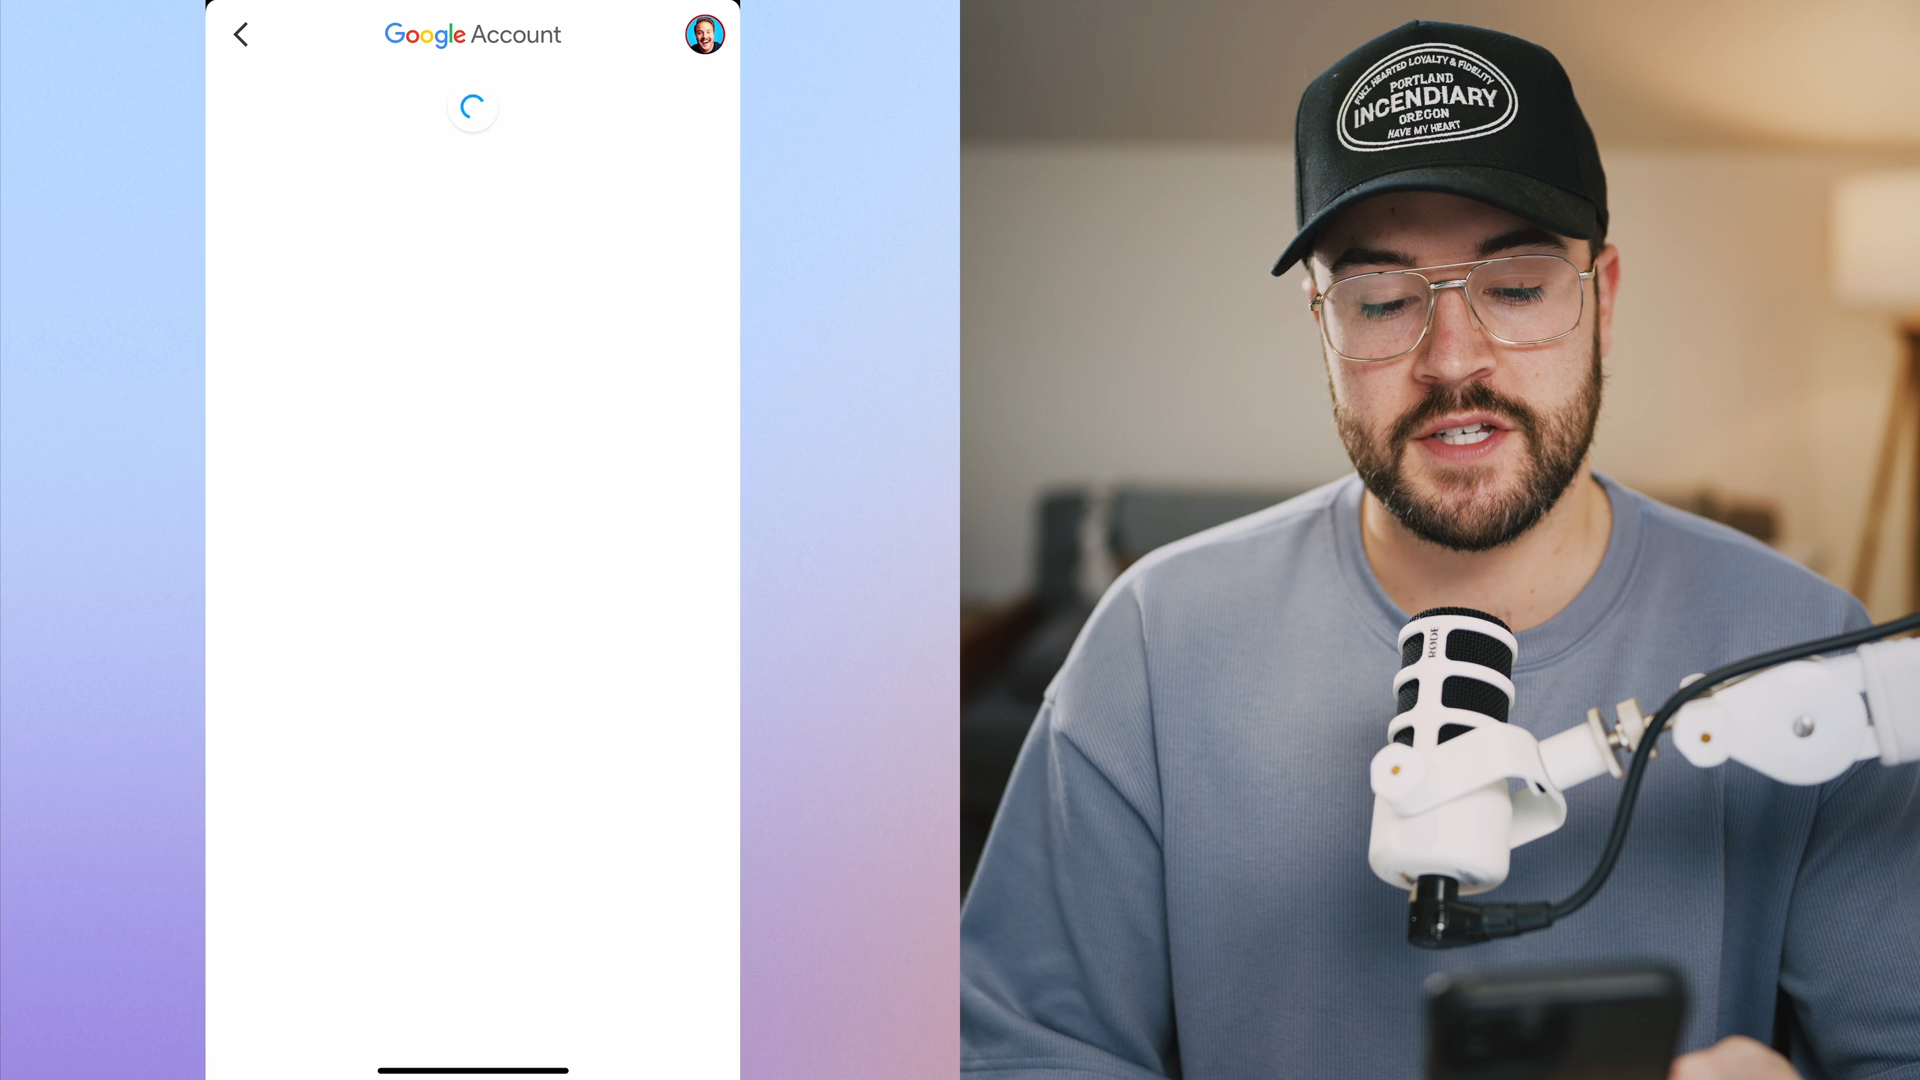 Google Account
FULL HEARTED LOYALTY & FIDELITY
PORTLAND
INCENDIARY
OREGON
HAVE MY HEART
RØDE